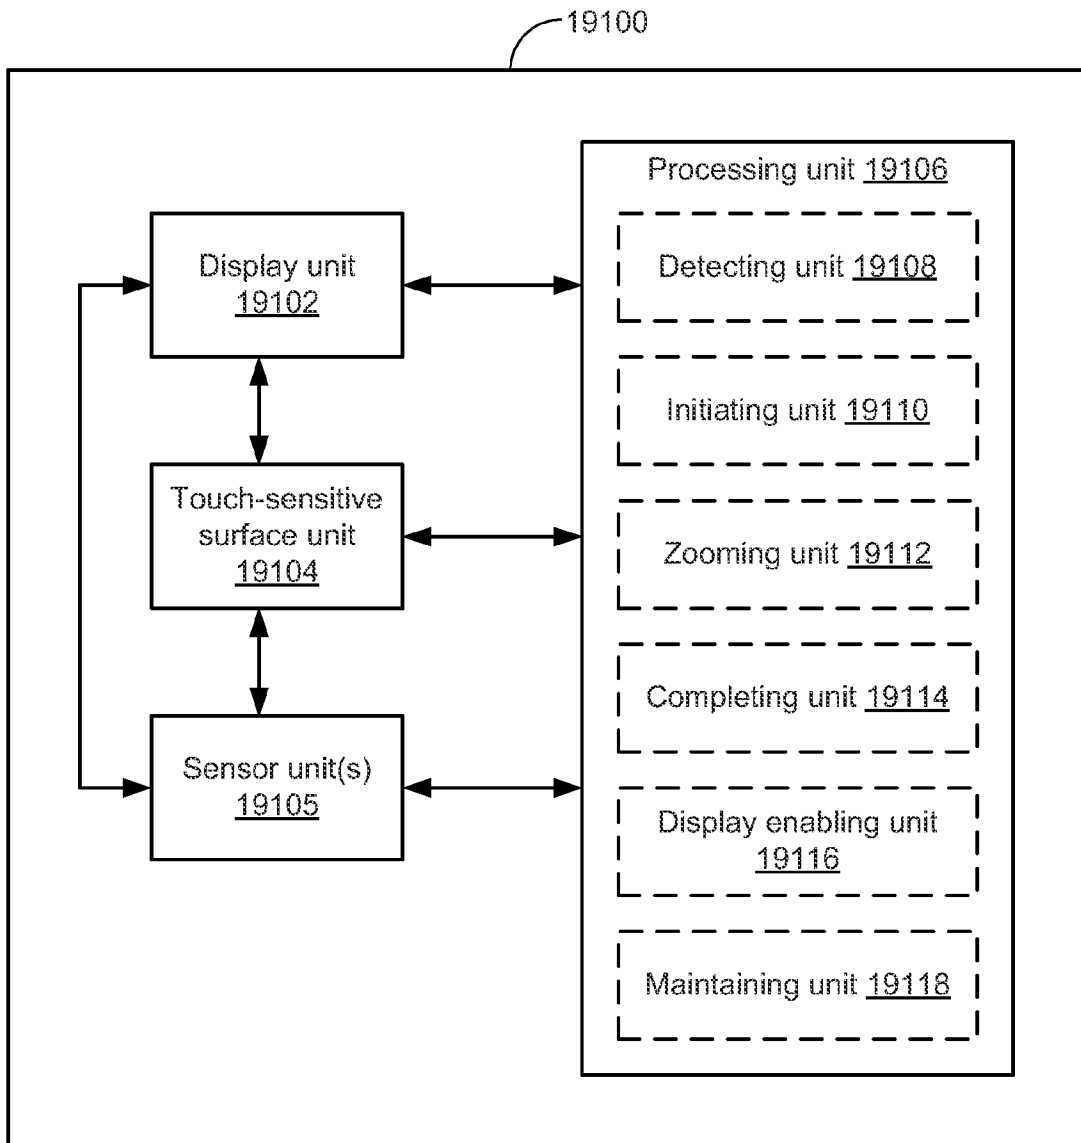 19100
Display unit
19102
Touch-sensitive
surface unit
19104
Sensor unit(s)
19105
Processing unit 19106
Detecting unit 19108
Initiating unit 19110
Zooming unit 19112
Completing unit 19114
Display enabling unit
19116
Maintaining unit 19118